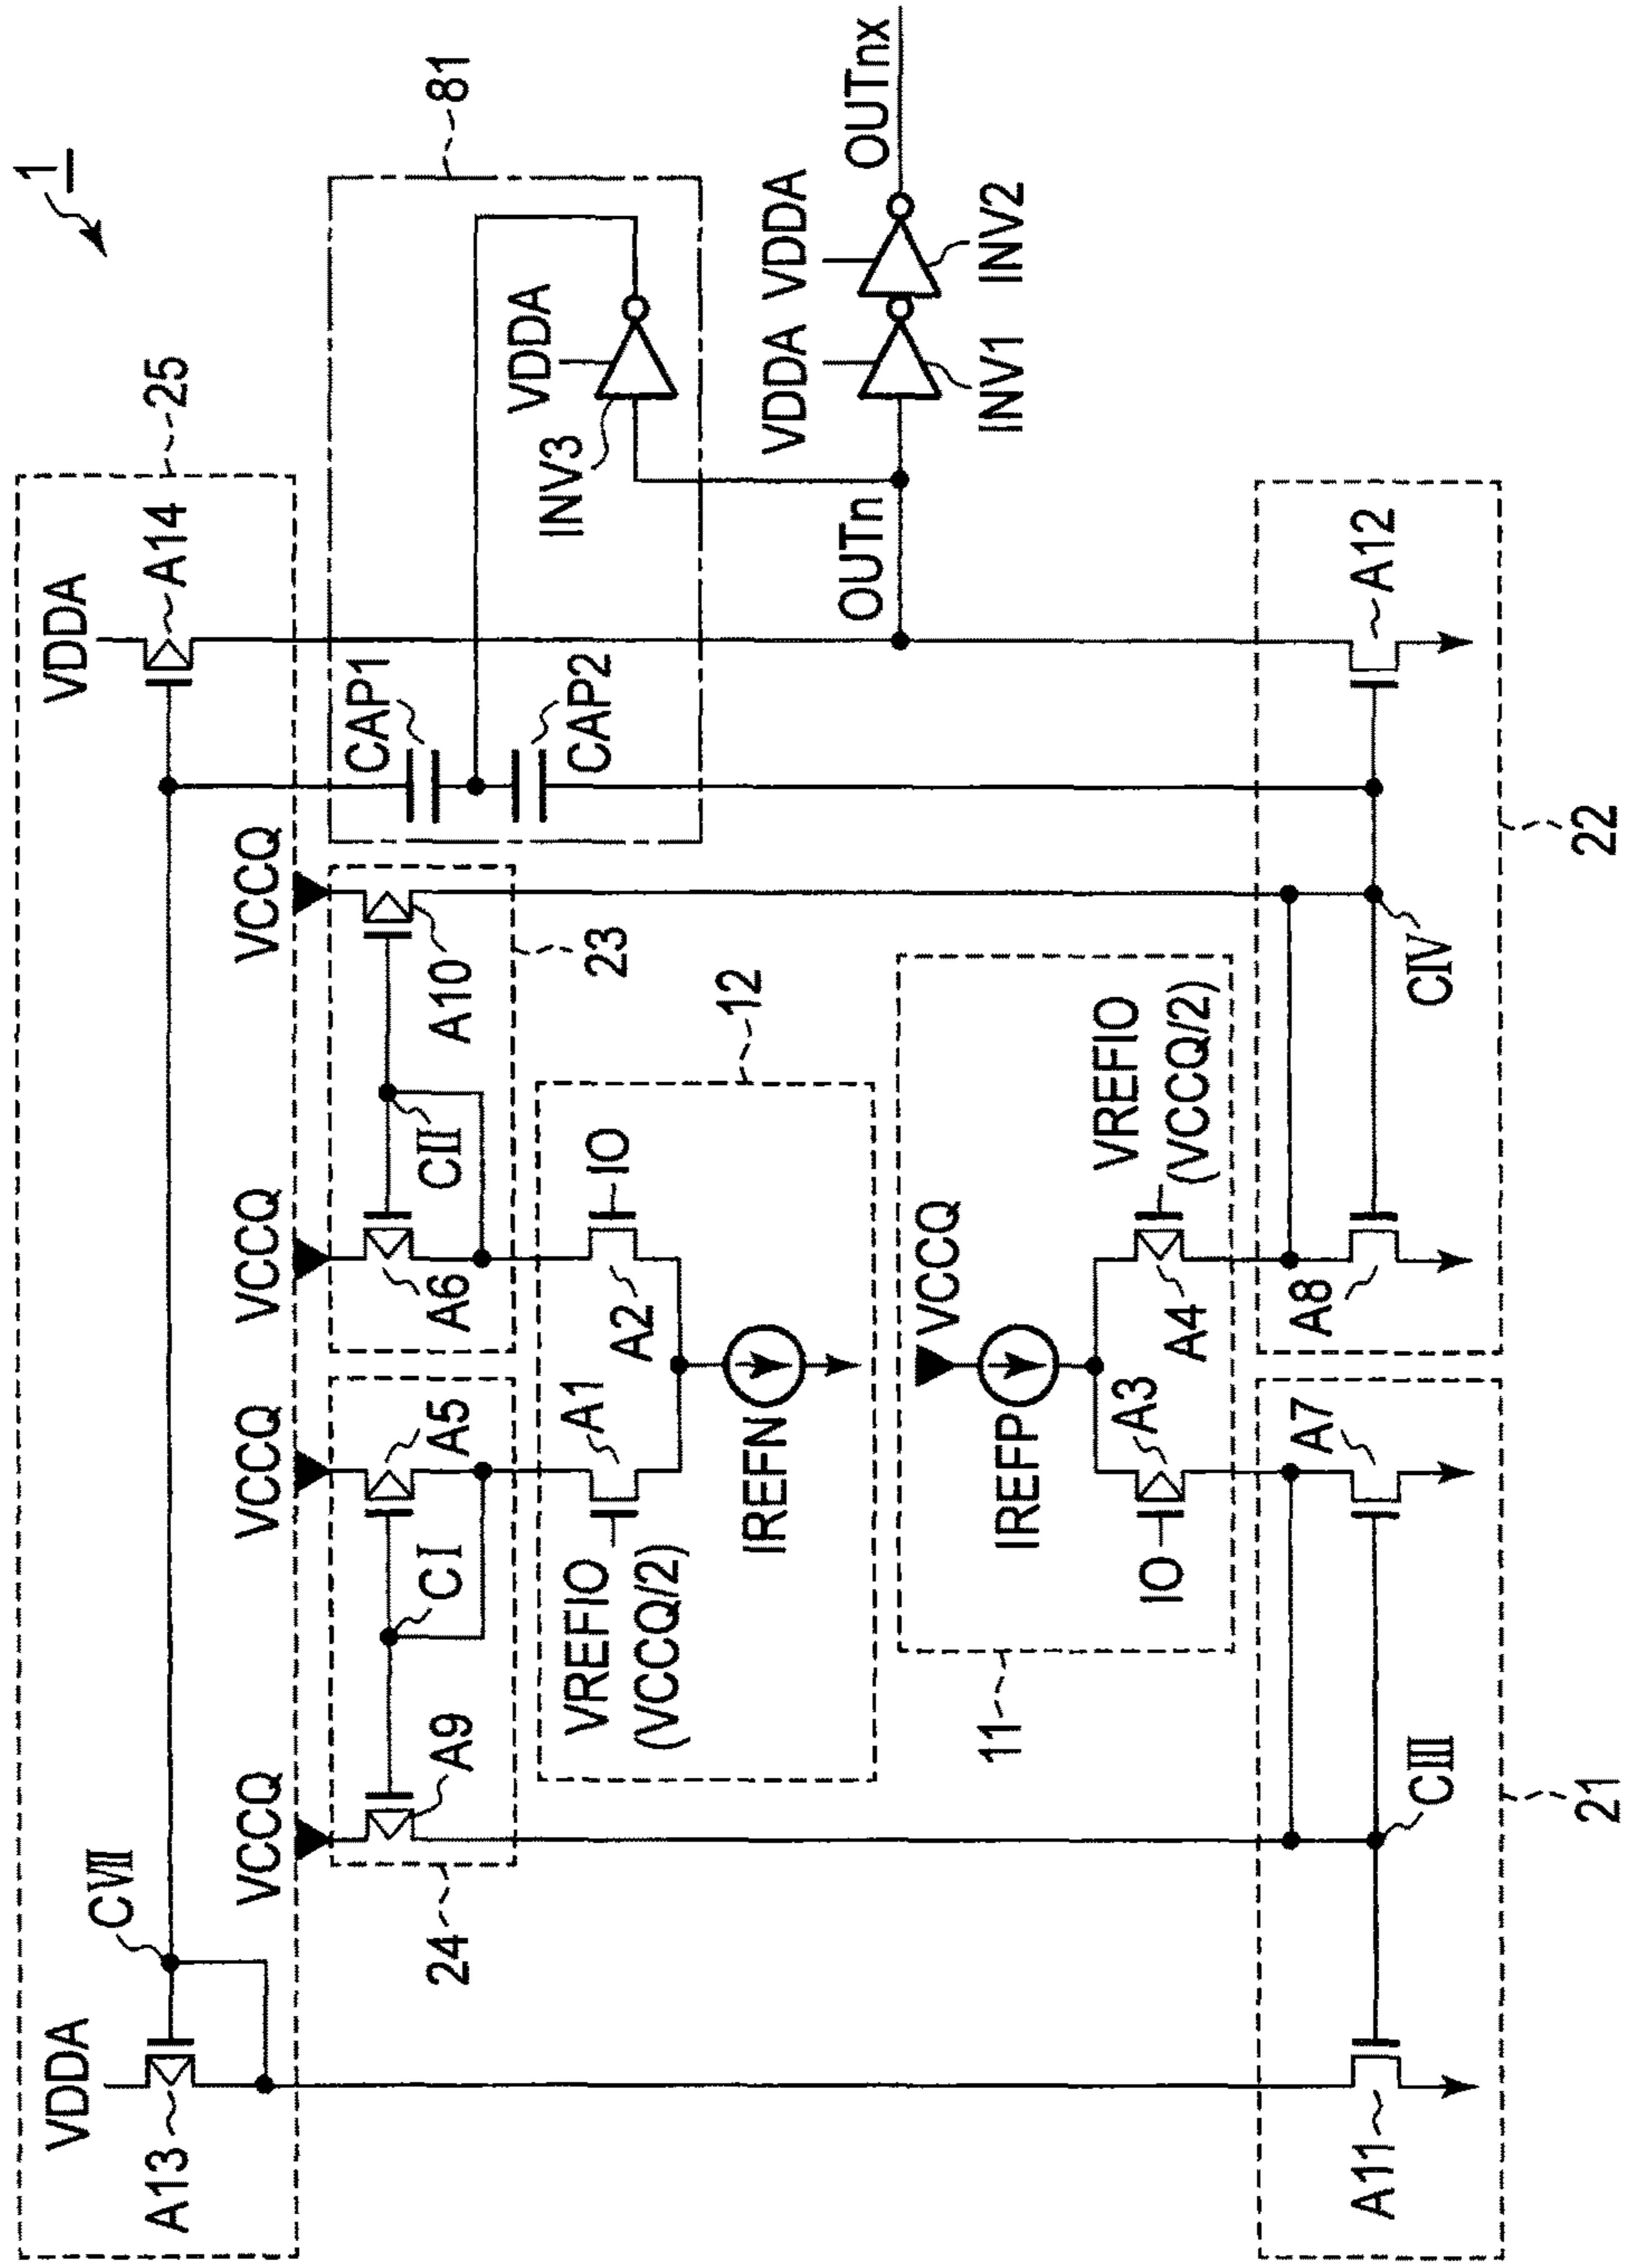 1
VDDA
VDDA
CⅦ
A13
A14
25
VCCQ
VCCQ
VCCQ
VCCQ
A9
CⅠ
A5
A6
CⅡ
A10
24
23
CAP1
CAP2
VDDA
INV3
81
VREFIO
(VCCQ/2)
A1
A2
IO
12
IREFN
OUTn
VDDA
VDDA
INV1
INV2
OUTnx
VCCQ
IREFP
IO
A3
A4
VREFIO
(VCCQ/2)
11
A11
CⅢ
A7
A8
CⅣ
A12
21
22